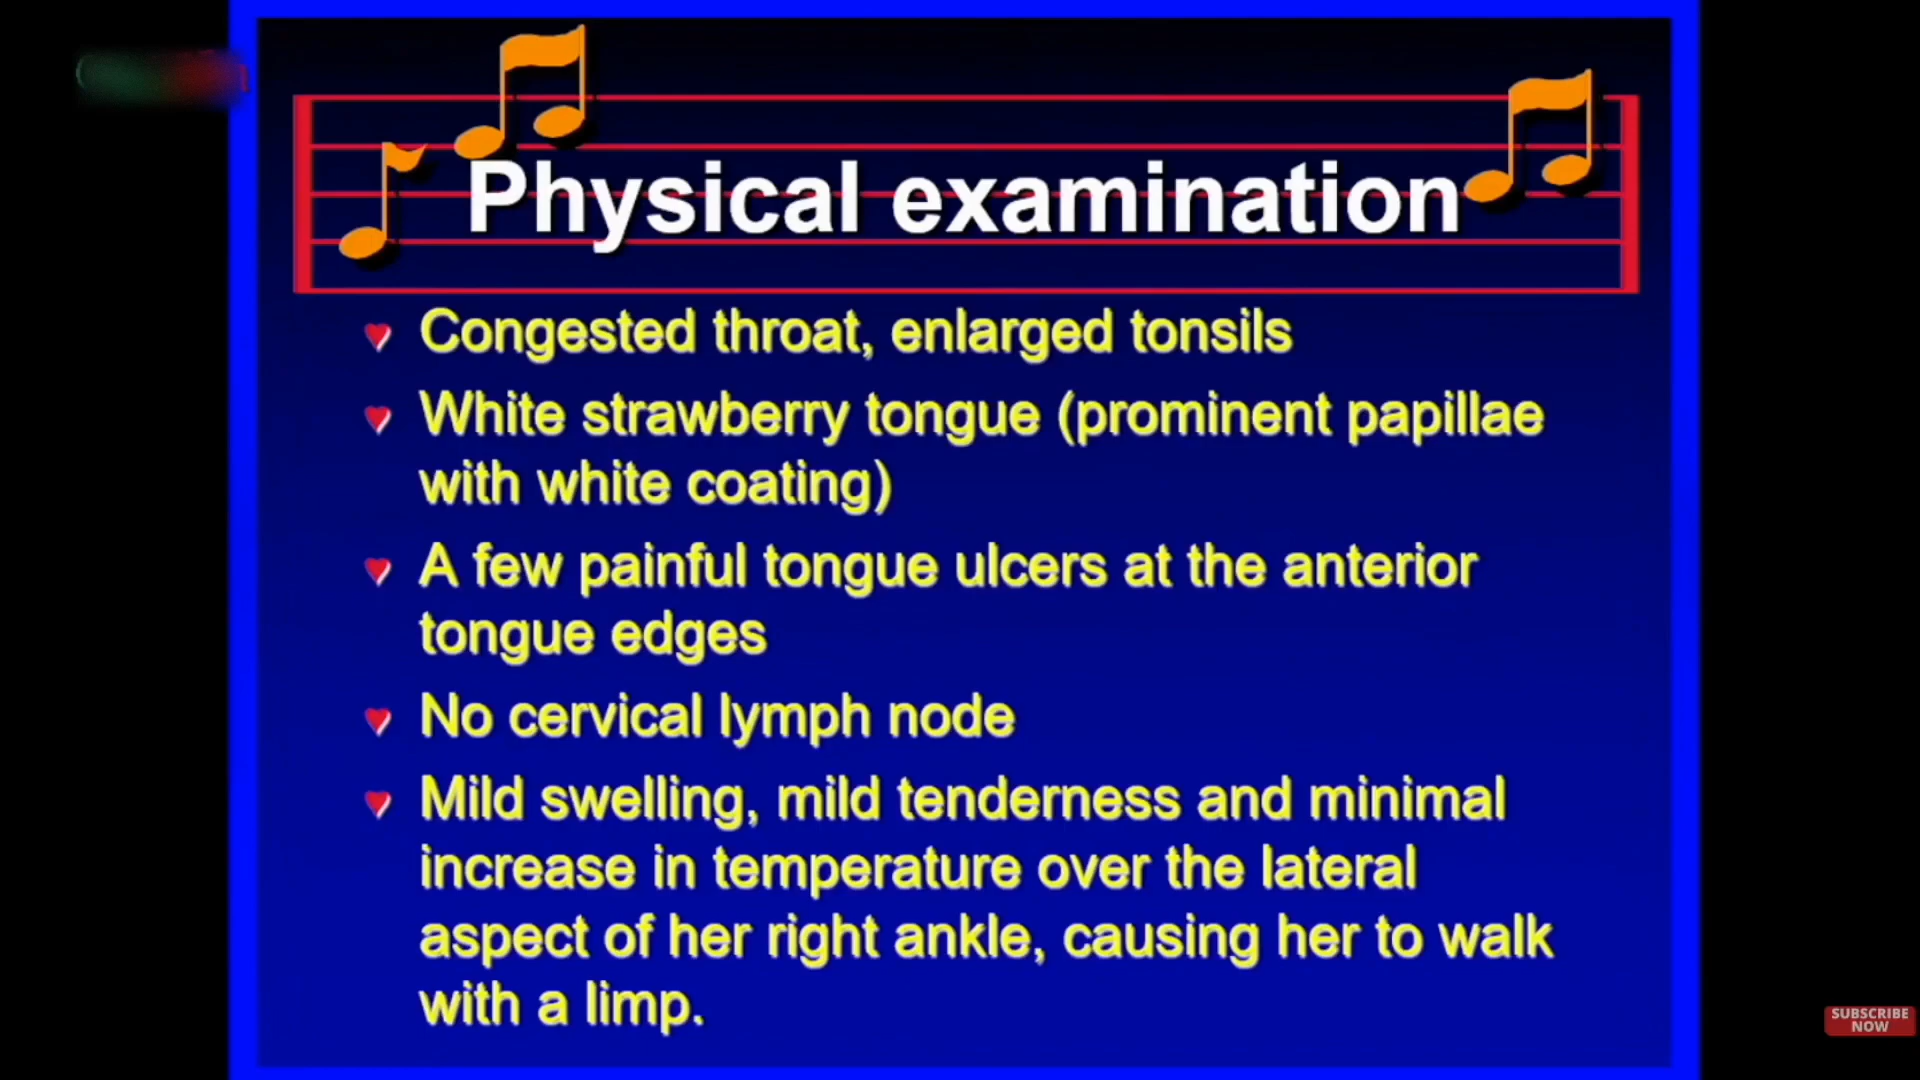 Physical examination
Congested throat, enlarged tonsils
White strawberry tongue (prominent papillae
with white coating)
A few painful tongue ulcers at the anterior
tongue edges
No cervical lymph node
Mild swelling, mild tenderness and minimal
increase in temperature over the lateral
aspect of her right ankle, causing her to walk
with a limp.
SUBSCRIBE
NOW